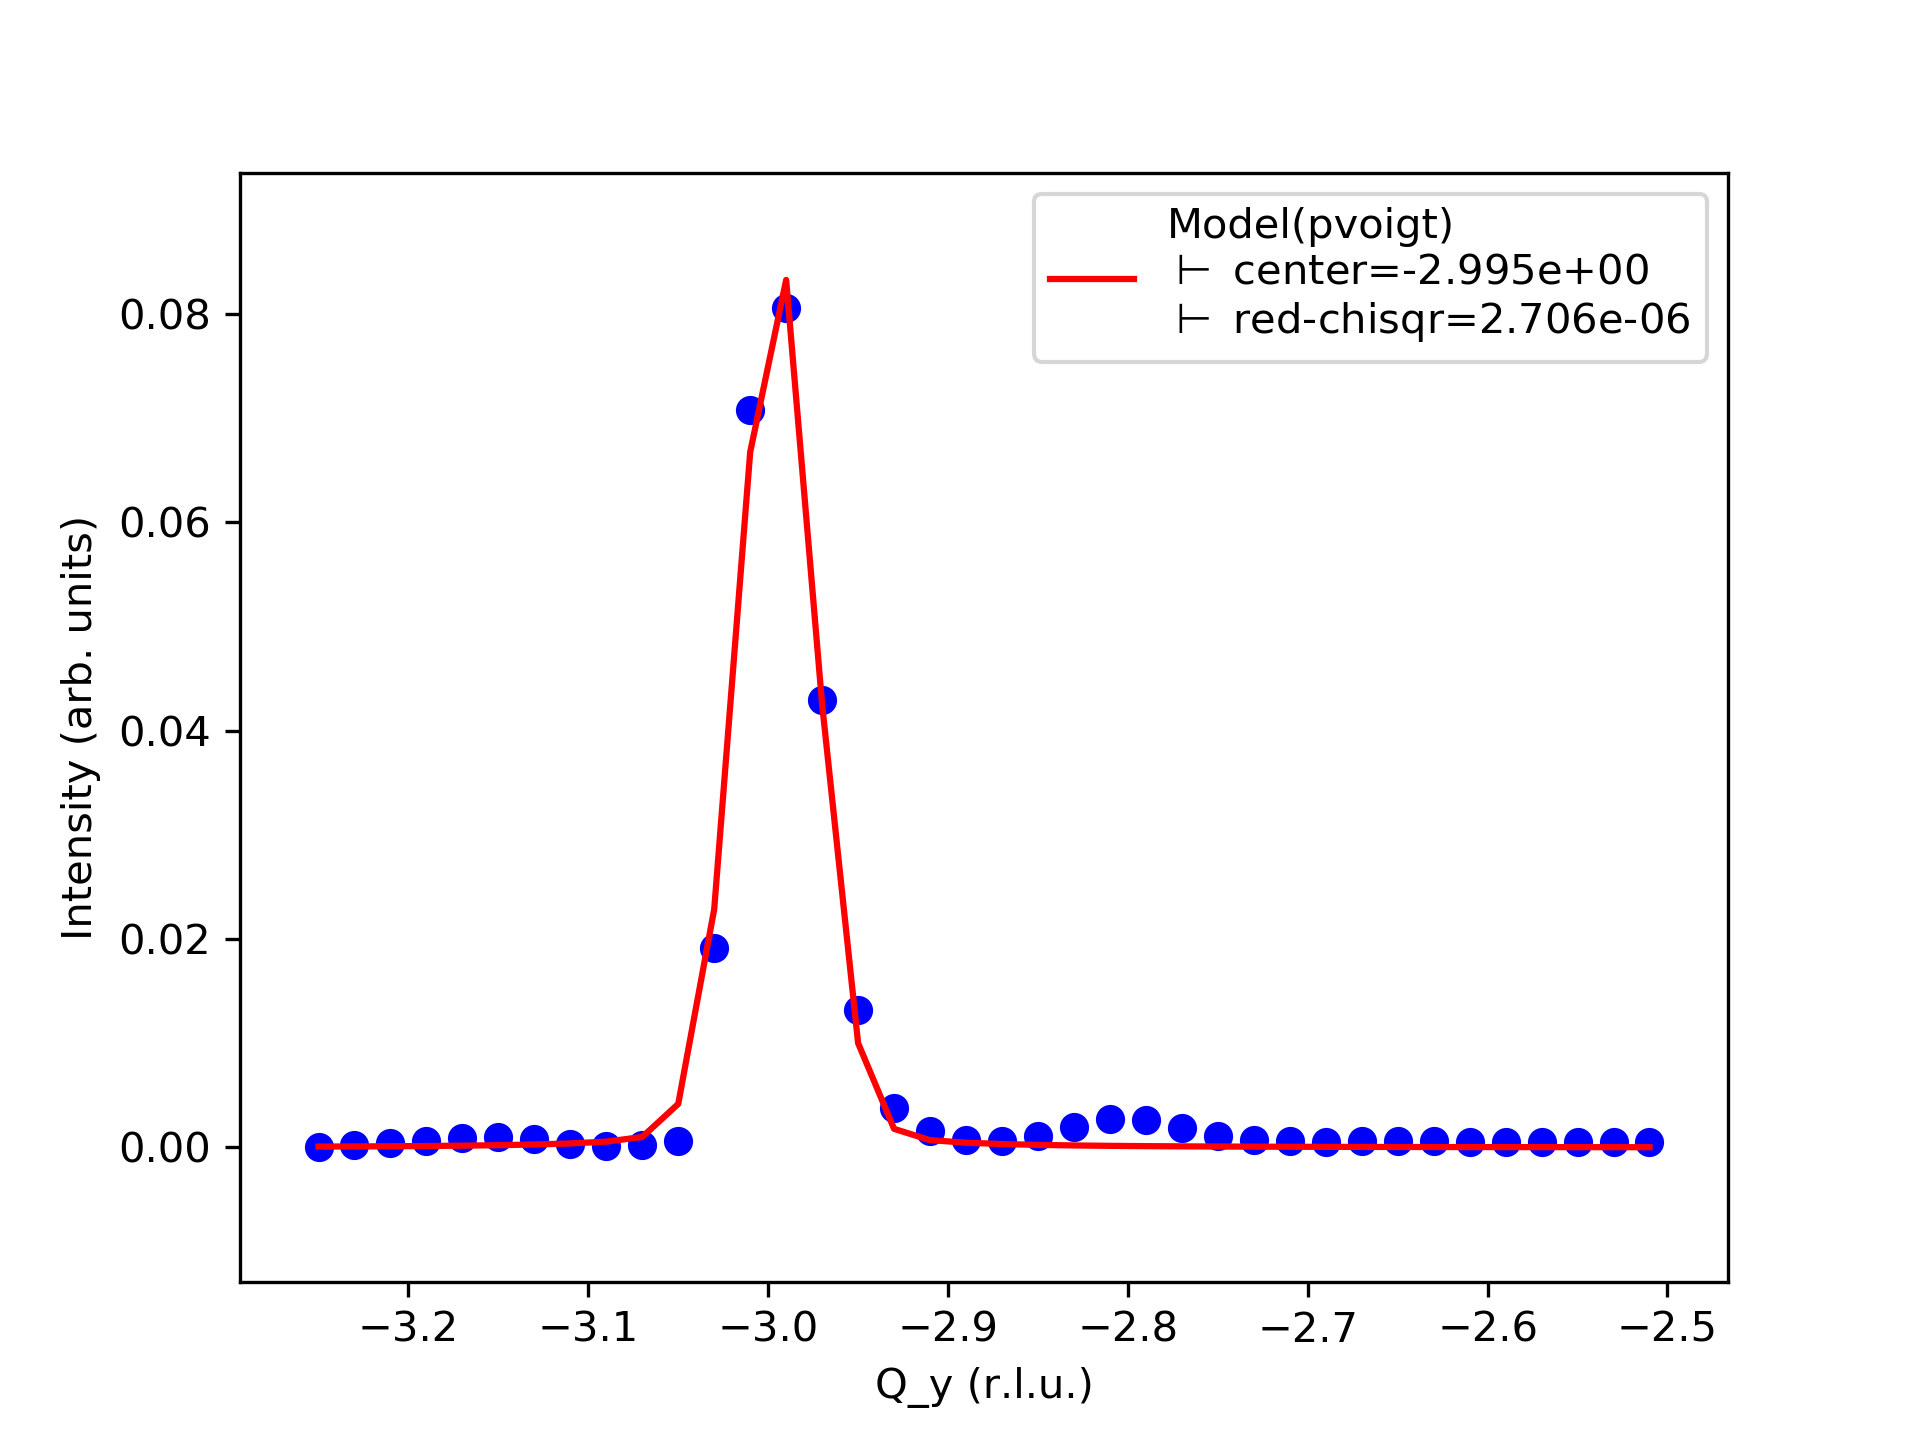 Model(pvoigt)
⊢ center=-2.995e+00
⊢ red-chisqr=2.706e-06
0.08
0.06
0.04
0.02
0.00
Intensity (arb. units)
−3.2 −3.1 −3.0 −2.9 −2.8 −2.7 −2.6 −2.5
Q_y (r.l.u.)